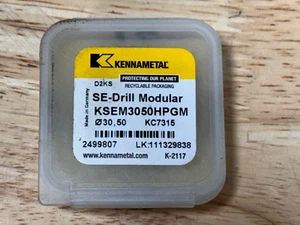 KENNAMETAL
D2KS
PROTECTING OUR PLANET
RECYCLABLE PACKAGING
Made in Germany
SE-Drill Modular
KSEM3050HPGM
Ø30,50 KC7315
2499807 LK:111329838
www.kennametal.com K-2117